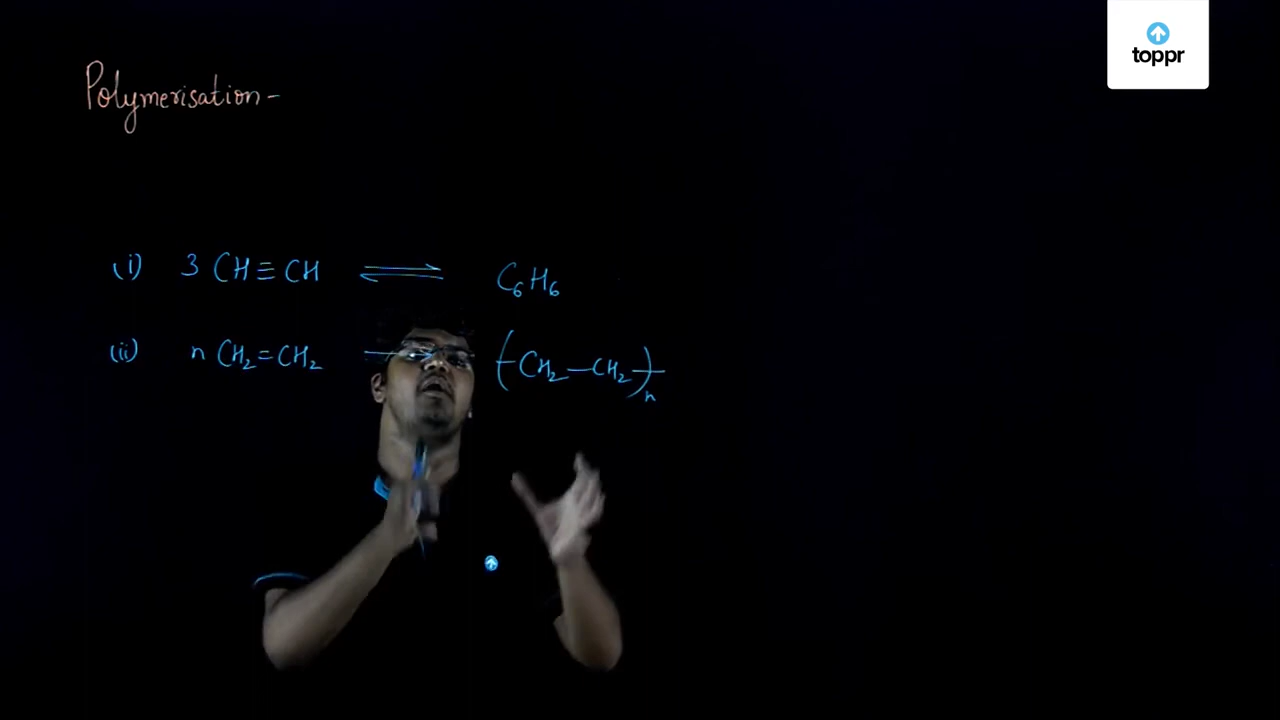 toppr
Polymerisation -
(i) 3 CH≡CH ⇌ C₆H₆
(ii) n CH₂=CH₂ → (-CH₂-CH₂-)ₙ